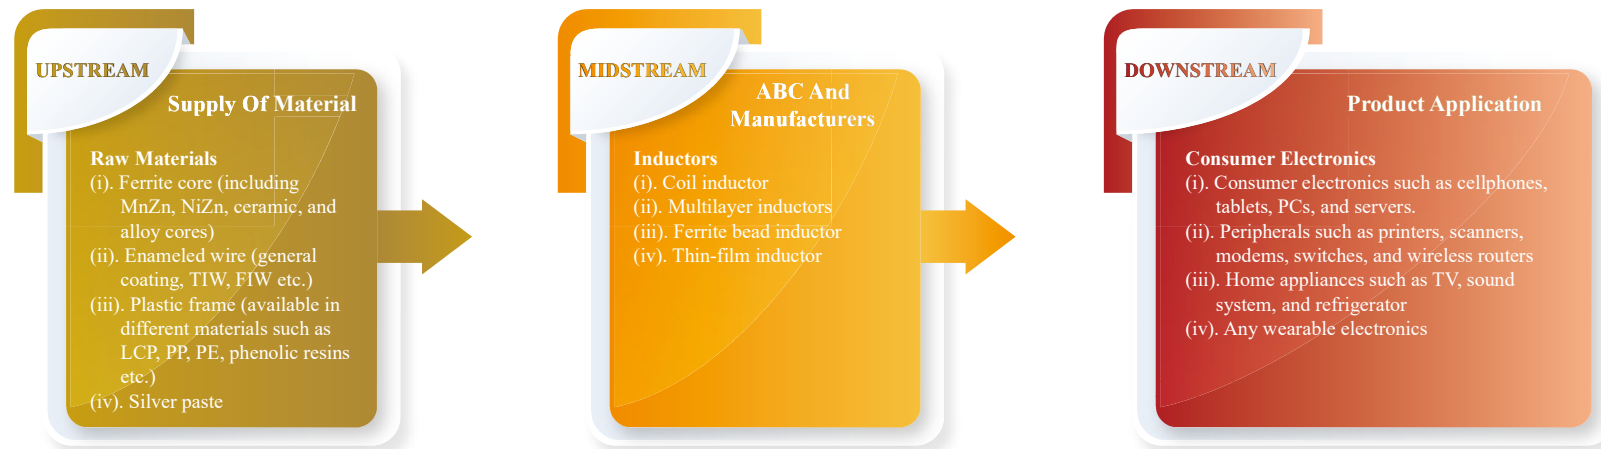 UPSTREAM
Supply Of Material
Raw Materials
(i). Ferrite core (including
MnZn, NiZn, ceramic, and
alloy cores)
(ii). Enameled wire (general
coating, TIW, FIW etc.)
(iii). Plastic frame (available in
different materials such as
LCP, PP, PE, phenolic resins
etc.)
(iv). Silver paste
MIDSTREAM
ABC And
Manufacturers
Inductors
(i). Coil inductor
(ii). Multilayer inductors
(iii). Ferrite bead inductor
(iv). Thin-film inductor
DOWNSTREAM
Product Application
Consumer Electronics
(i). Consumer electronics such as cellphones,
tablets, PCs, and servers.
(ii). Peripherals such as printers, scanners,
modems, switches, and wireless routers
(iii). Home appliances such as TV, sound
system, and refrigerator
(iv). Any wearable electronics